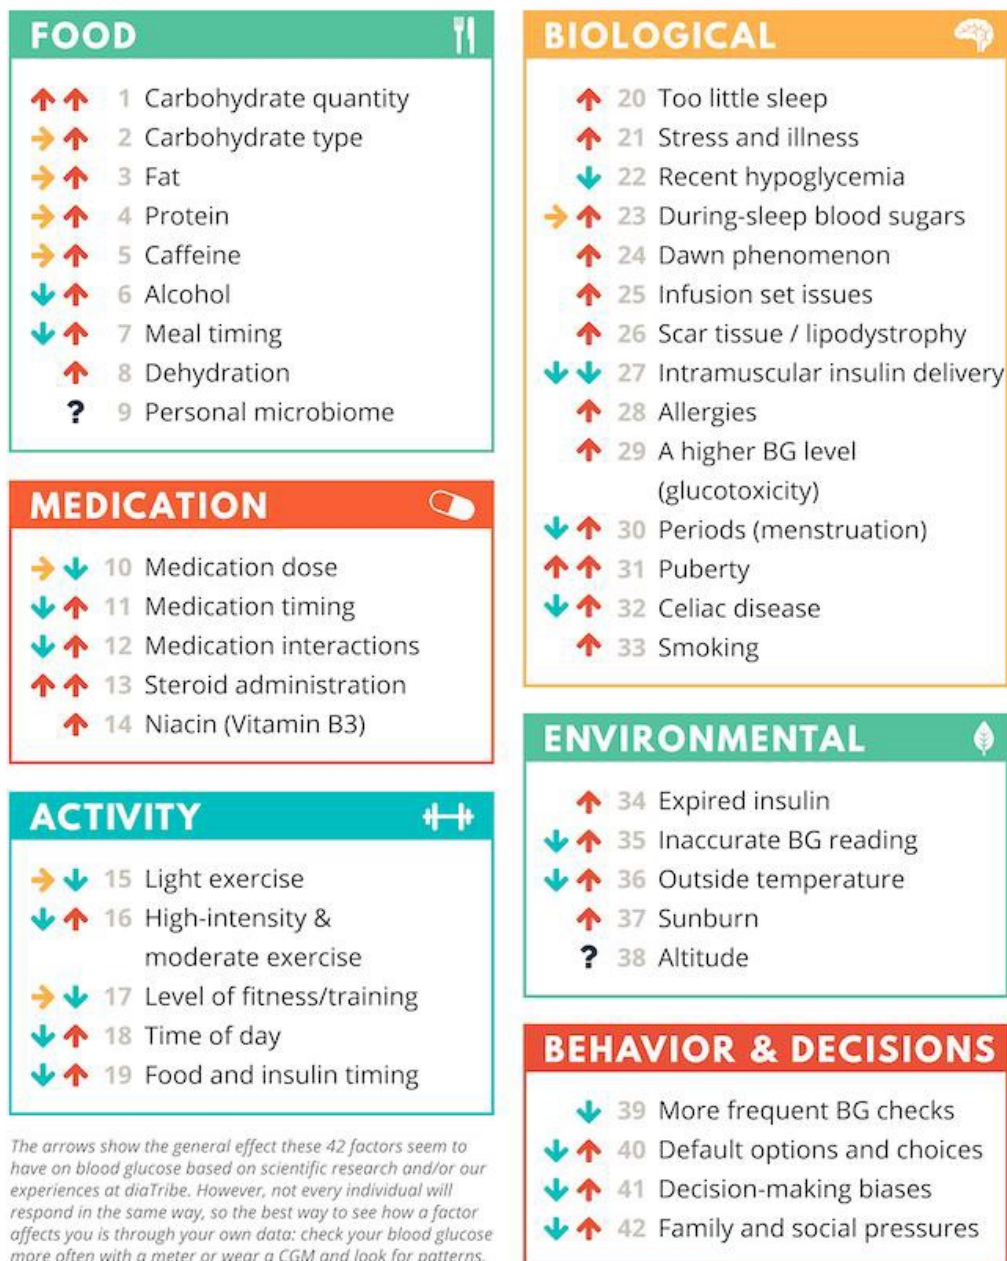 FOOD
↑ ↑ 1 Carbohydrate quantity
→ ↑ 2 Carbohydrate type
→ ↑ 3 Fat
→ ↑ 4 Protein
→ ↑ 5 Caffeine
↓ ↑ 6 Alcohol
↓ ↑ 7 Meal timing
↑ 8 Dehydration
? 9 Personal microbiome
MEDICATION
→ ↓ 10 Medication dose
↓ ↑ 11 Medication timing
↓ ↑ 12 Medication interactions
↑ ↑ 13 Steroid administration
↑ 14 Niacin (Vitamin B3)
ACTIVITY
→ ↓ 15 Light exercise
↓ ↑ 16 High-intensity &
moderate exercise
→ ↓ 17 Level of fitness/training
↓ ↑ 18 Time of day
↓ ↑ 19 Food and insulin timing
The arrows show the general effect these 42 factors seem to
have on blood glucose based on scientific research and/or our
experiences at diaTribe. However, not every individual will
respond in the same way, so the best way to see how a factor
affects you is through your own data: check your blood glucose
more often with a meter or wear a CGM and look for patterns.
BIOLOGICAL
↑ 20 Too little sleep
↑ 21 Stress and illness
↓ 22 Recent hypoglycemia
→ ↑ 23 During-sleep blood sugars
↑ 24 Dawn phenomenon
↑ 25 Infusion set issues
↑ 26 Scar tissue / lipodystrophy
↓ ↓ 27 Intramuscular insulin delivery
↑ 28 Allergies
↑ 29 A higher BG level
(glucotoxicity)
↓ ↑ 30 Periods (menstruation)
↑ ↑ 31 Puberty
↓ ↑ 32 Celiac disease
↑ 33 Smoking
ENVIRONMENTAL
↑ 34 Expired insulin
↓ ↑ 35 Inaccurate BG reading
↓ ↑ 36 Outside temperature
↑ 37 Sunburn
? 38 Altitude
BEHAVIOR & DECISIONS
↓ 39 More frequent BG checks
↓ ↑ 40 Default options and choices
↓ ↑ 41 Decision-making biases
↓ ↑ 42 Family and social pressures